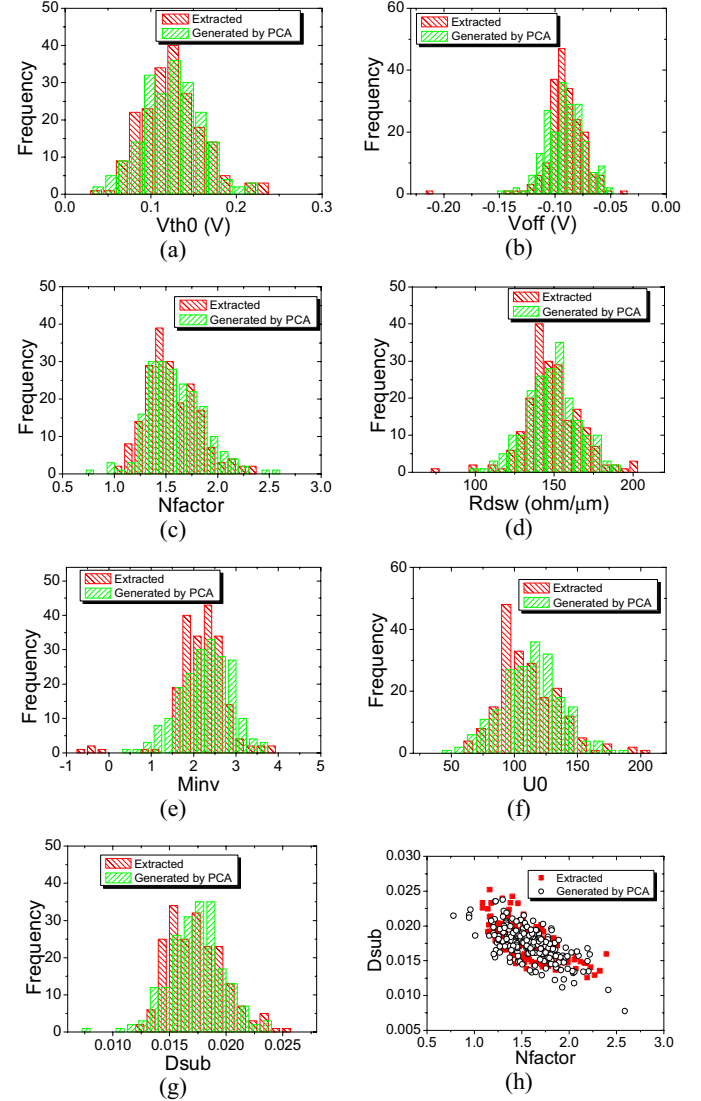 50
40
30
20
10
0
Frequency
Extracted
Generated by PCA
0.0 0.1 0.2 0.3
Vth0 (V)
(a)
60
40
20
0
Frequency
Extracted
Generated by PCA
-0.20 -0.15 -0.10 -0.05 0.00
Voff (V)
(b)
50
40
30
20
10
0
Frequency
Extracted
Generated by PCA
0.5 1.0 1.5 2.0 2.5 3.0
Nfactor
(c)
50
40
30
20
10
0
Frequency
Extracted
Generated by PCA
100 150 200
Rdsw (ohm/μm)
(d)
50
40
30
20
10
0
Frequency
Extracted
Generated by PCA
-1 0 1 2 3 4 5
Minv
(e)
60
40
20
0
Frequency
Extracted
Generated by PCA
50 100 150 200
U0
(f)
50
40
30
20
10
0
Frequency
Extracted
Generated by PCA
0.010 0.015 0.020 0.025
Dsub
(g)
0.030
0.025
0.020
0.015
0.010
0.005
Dsub
Extracted
Generated by PCA
0.5 1.0 1.5 2.0 2.5 3.0
Nfactor
(h)